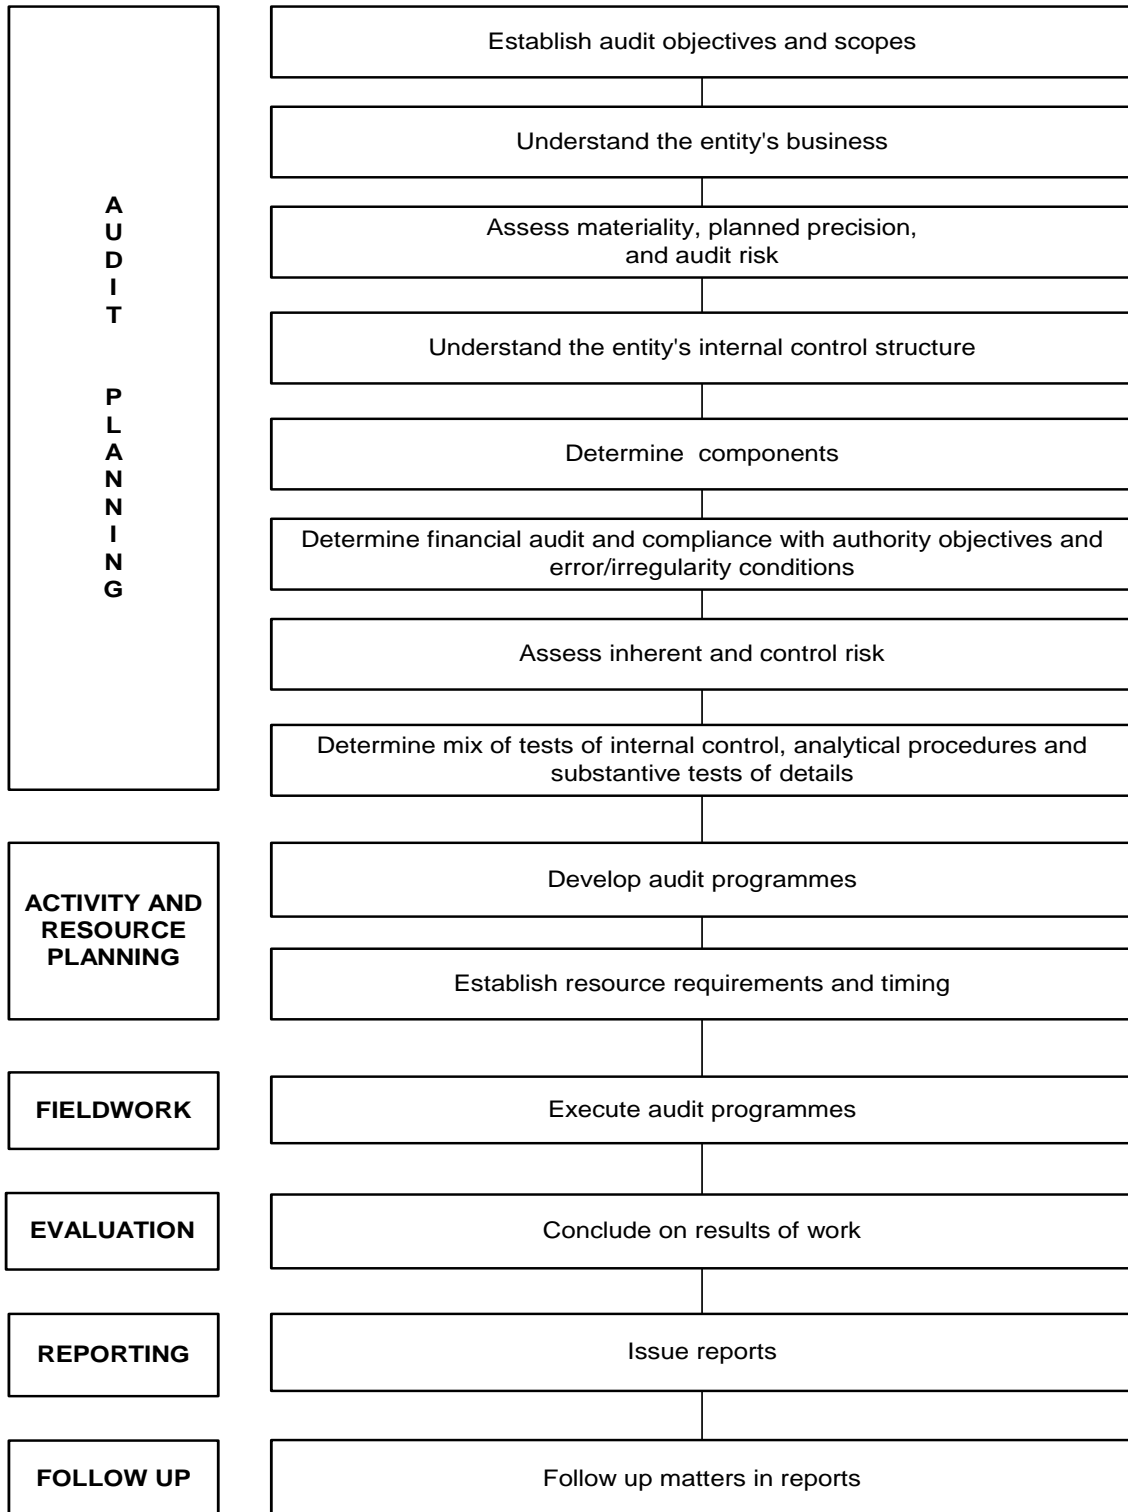 AUDIT PLANNING
Establish audit objectives and scopes
Understand the entity's business
Assess materiality, planned precision,
and audit risk
Understand the entity's internal control structure
Determine components
Determine financial audit and compliance with authority objectives and
error/irregularity conditions
Assess inherent and control risk
Determine mix of tests of internal control, analytical procedures and
substantive tests of details
ACTIVITY AND
RESOURCE
PLANNING
Develop audit programmes
Establish resource requirements and timing
FIELDWORK
Execute audit programmes
EVALUATION
Conclude on results of work
REPORTING
Issue reports
FOLLOW UP
Follow up matters in reports